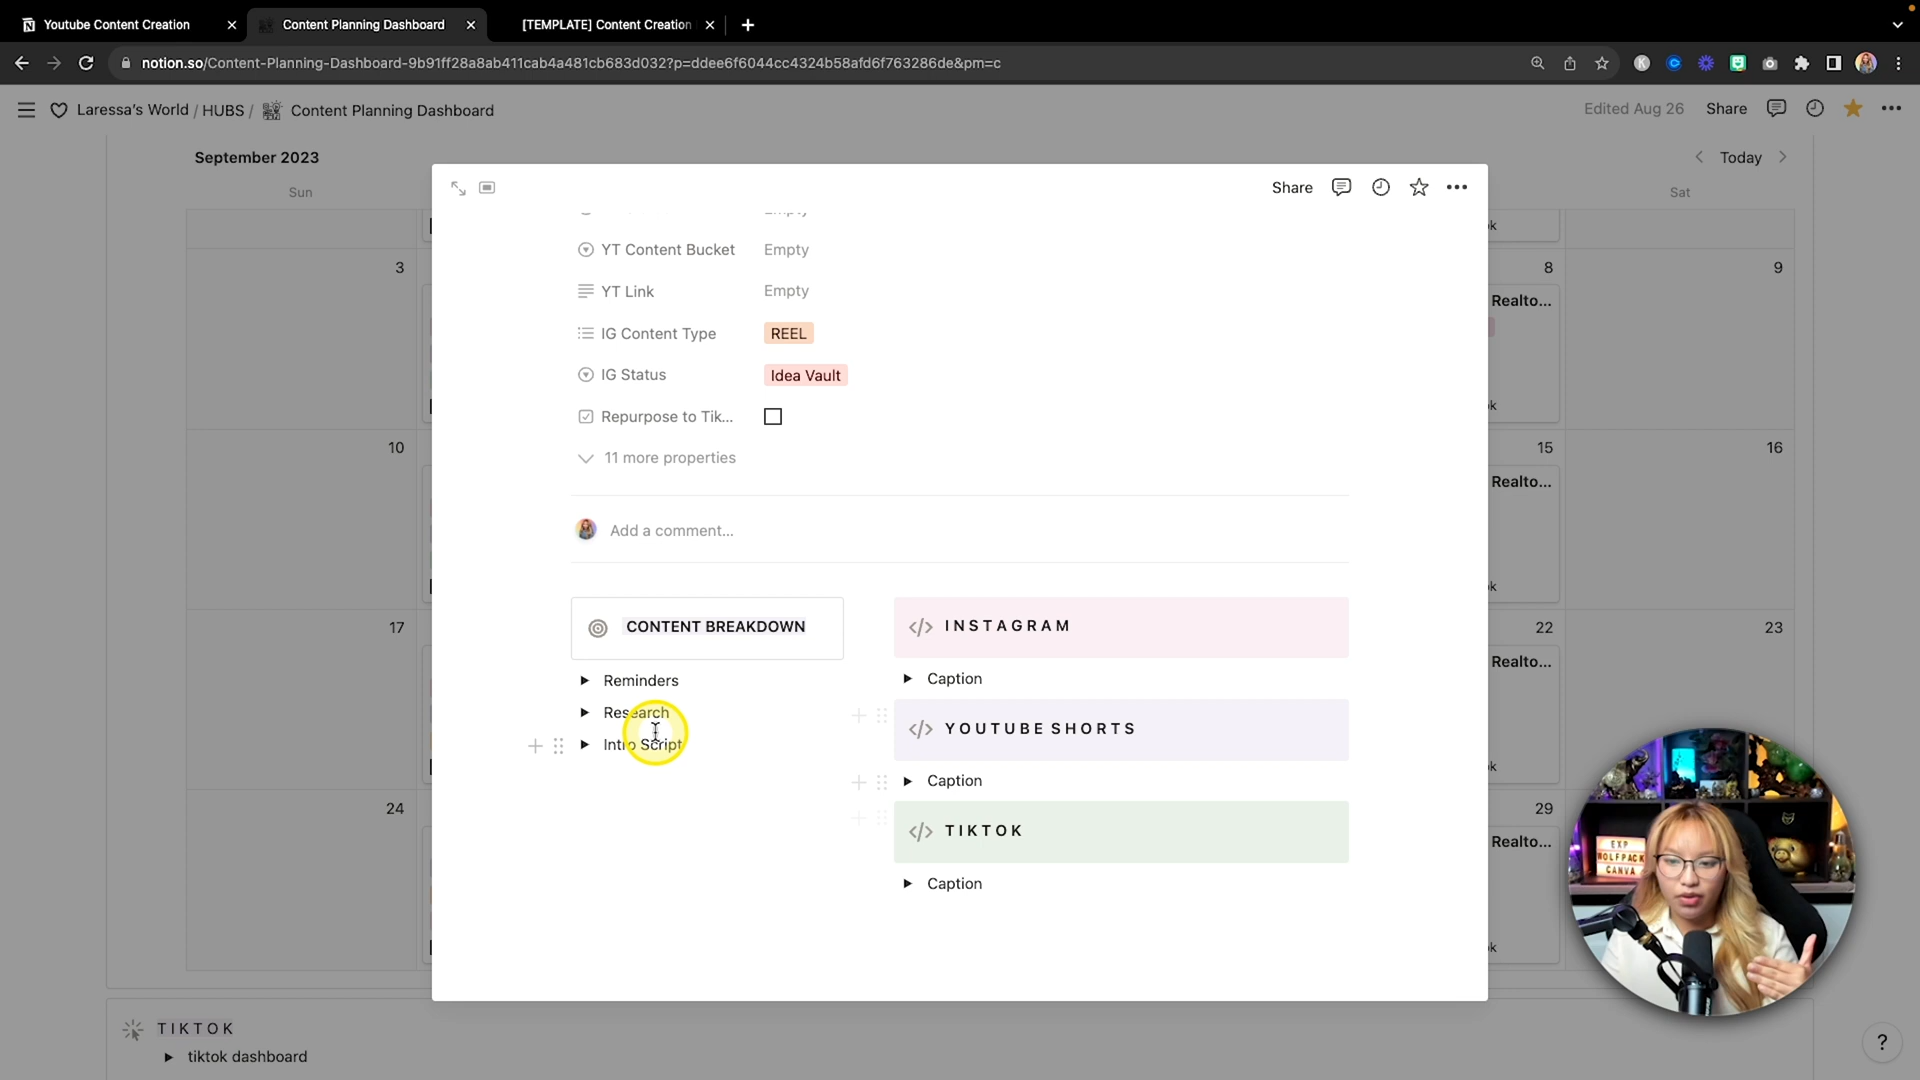 Youtube Content Creation
Content Planning Dashboard
[TEMPLATE] Content Creation
notion.so/Content-Planning-Dashboard-9b91ff28a8ab411cab4a481cb683d032?p=ddee6f6044cc4324b58afd6f763286de&pm=c
Laressa's World / HUBS / Content Planning Dashboard
Edited Aug 26
Share
September 2023
Today
Sun
Sat
3
10
17
24
8
9
Realto...
15
16
Realto...
22
23
Realto...
29
Realto...
Share
YT Content Bucket
Empty
YT Link
Empty
IG Content Type
REEL
IG Status
Idea Vault
Repurpose to Tik...
11 more properties
Add a comment...
CONTENT BREAKDOWN
Reminders
Research
Intro Script
INSTAGRAM
Caption
YOUTUBE SHORTS
Caption
TIKTOK
Caption
EXP
WOLFPACK
CANVA
TIKTOK
tiktok dashboard
?